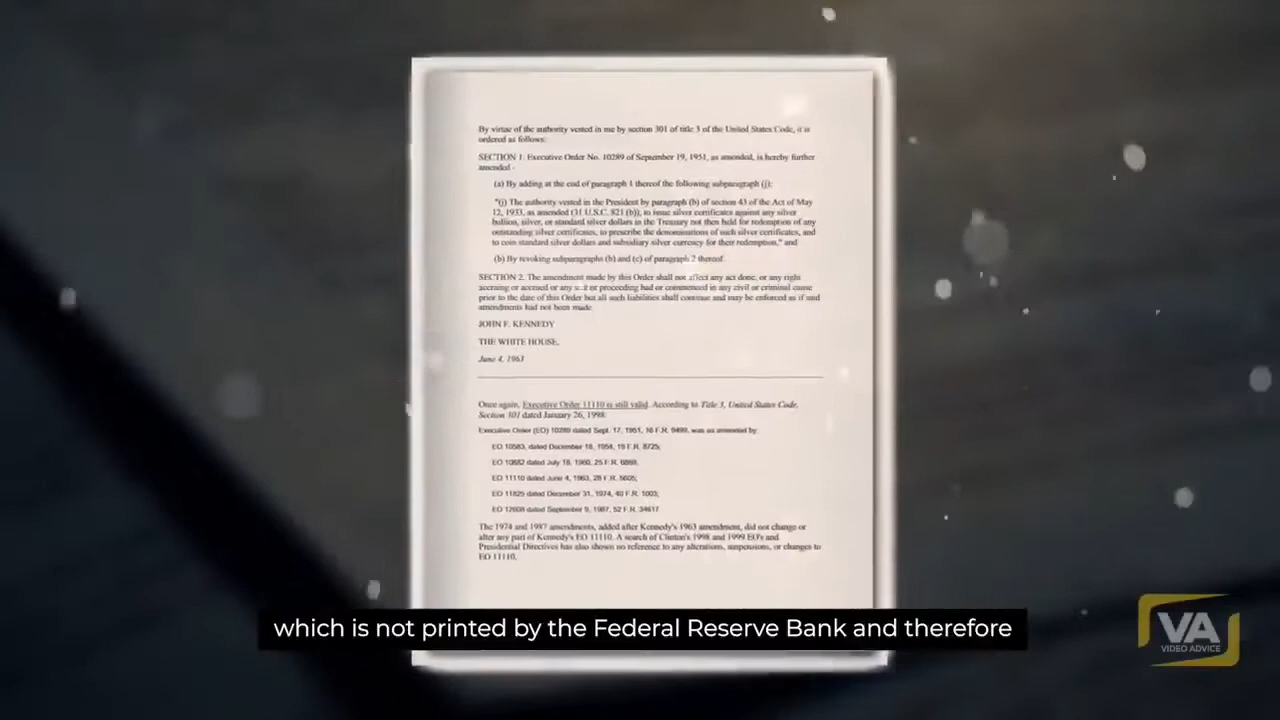 By virtue of the authority vested in me by section 301 of title 3 of the United States Code, it is
ordered as follows:
SECTION 1. Executive Order No. 10289 of September 19, 1951, as amended, is hereby further
amended -
(a) By adding at the end of paragraph 1 thereof the following subparagraph (j):
"(j) The authority vested in the President by paragraph (b) of section 43 of the Act of May
12, 1933, as amended (31 U.S.C. 821 (b)), to issue silver certificates against any silver
bullion, silver, or standard silver dollars in the Treasury not then held for redemption of any
outstanding silver certificates, to prescribe the denominations of such silver certificates, and
to coin standard silver dollars and subsidiary silver currency for their redemption," and
(b) By revoking subparagraphs (b) and (c) of paragraph 2 thereof.
SECTION 2. The amendment made by this Order shall not affect any act done, or any right
accruing or accrued or any suit or proceeding had or commenced in any civil or criminal cause
prior to the date of this Order but all such liabilities shall continue and may be enforced as if said
amendments had not been made.
JOHN F. KENNEDY
THE WHITE HOUSE,
June 4, 1963
Once again, Executive Order 11110 is still valid. According to Title 3, United States Code,
Section 301 dated January 26, 1998:
Executive Order (EO) 10289 dated Sept. 17, 1951, 16 F.R. 9499, was as amended by:
EO 10583, dated December 18, 1954, 19 F.R. 8725;
EO 10882 dated July 18, 1960, 25 F.R. 6869;
EO 11110 dated June 4, 1963, 28 F.R. 5605;
EO 11825 dated December 31, 1974, 40 F.R. 1003;
EO 12608 dated September 9, 1987, 52 F.R. 34617
The 1974 and 1987 amendments, added after Kennedy's 1963 amendment, did not change or
alter any part of Kennedy's EO 11110. A search of Clinton's 1998 and 1999 EO's and
Presidential Directives has also shown no reference to any alterations, suspensions, or changes to
EO 11110.
which is not printed by the Federal Reserve Bank and therefore
VA
VIDEO ADVICE